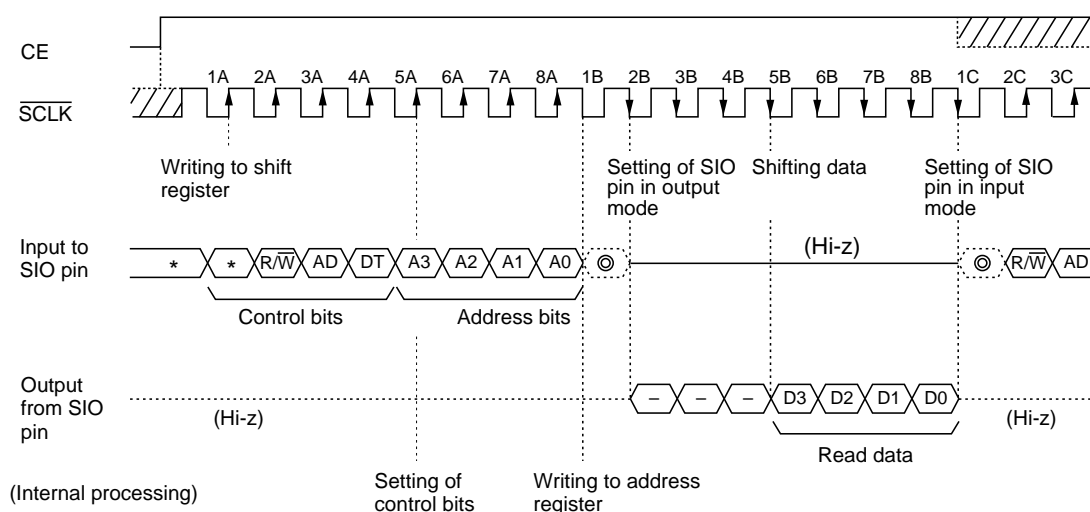 CE
1A 2A 3A 4A 5A 6A 7A 8A 1B 2B 3B 4B 5B 6B 7B 8B 1C 2C 3C
SCLK
Writing to shift
register
Setting of SIO
pin in output
mode
Shifting data
Setting of SIO
pin in input
mode
Input to
SIO pin
* * R/W AD DT A3 A2 A1 A0 ◎ (Hi-z) ◎ R/W AD
Control bits Address bits
Output
from SIO
pin
(Hi-z) – – – D3 D2 D1 D0 (Hi-z)
Read data
(Internal processing)
Setting of
control bits
Writing to address
register